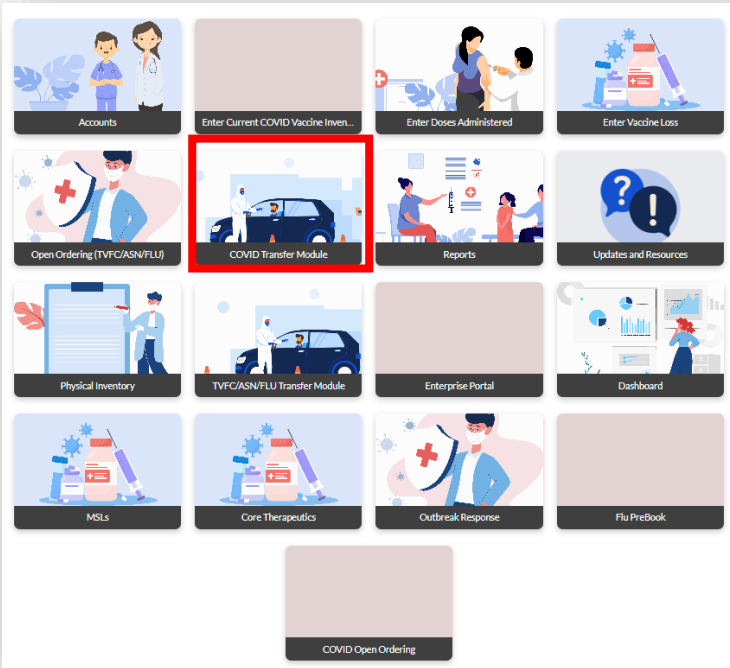 Accounts
Enter Current COVID Vaccine Inven...
Enter Doses Administered
Enter Vaccine Loss
Open Ordering (TVFC/ASN/FLU)
COVID Transfer Module
Reports
Updates and Resources
Physical Inventory
TVFC/ASN/FLU Transfer Module
Enterprise Portal
Dashboard
MSLs
Core Therapeutics
Outbreak Response
Flu PreBook
COVID Open Ordering